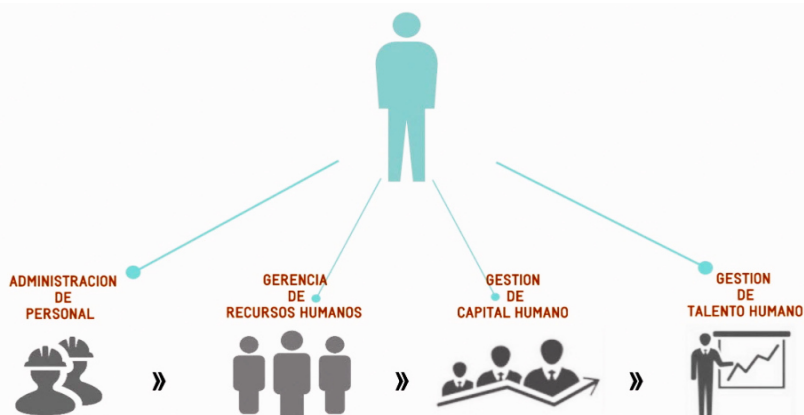 ADMINISTRACION
DE
PERSONAL
GERENCIA
DE
RECURSOS HUMANOS
GESTION
DE
CAPITAL HUMANO
GESTION
DE
TALENTO HUMANO